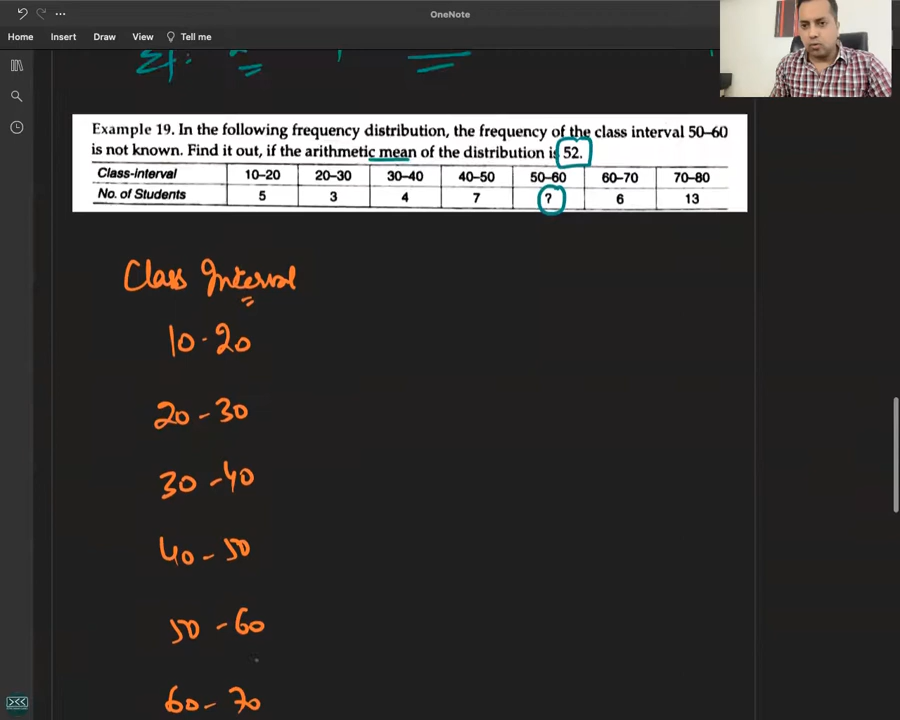 OneNote
Home Insert Draw View Tell me
Example 19. In the following frequency distribution, the frequency of the class interval 50–60
is not known. Find it out, if the arithmetic mean of the distribution is 52.
Class-interval 10–20 20–30 30–40 40–50 50–60 60–70 70–80
No. of Students 5 3 4 7 ? 6 13
Class Interval
10-20
20-30
30-40
40-50
50-60
60-70